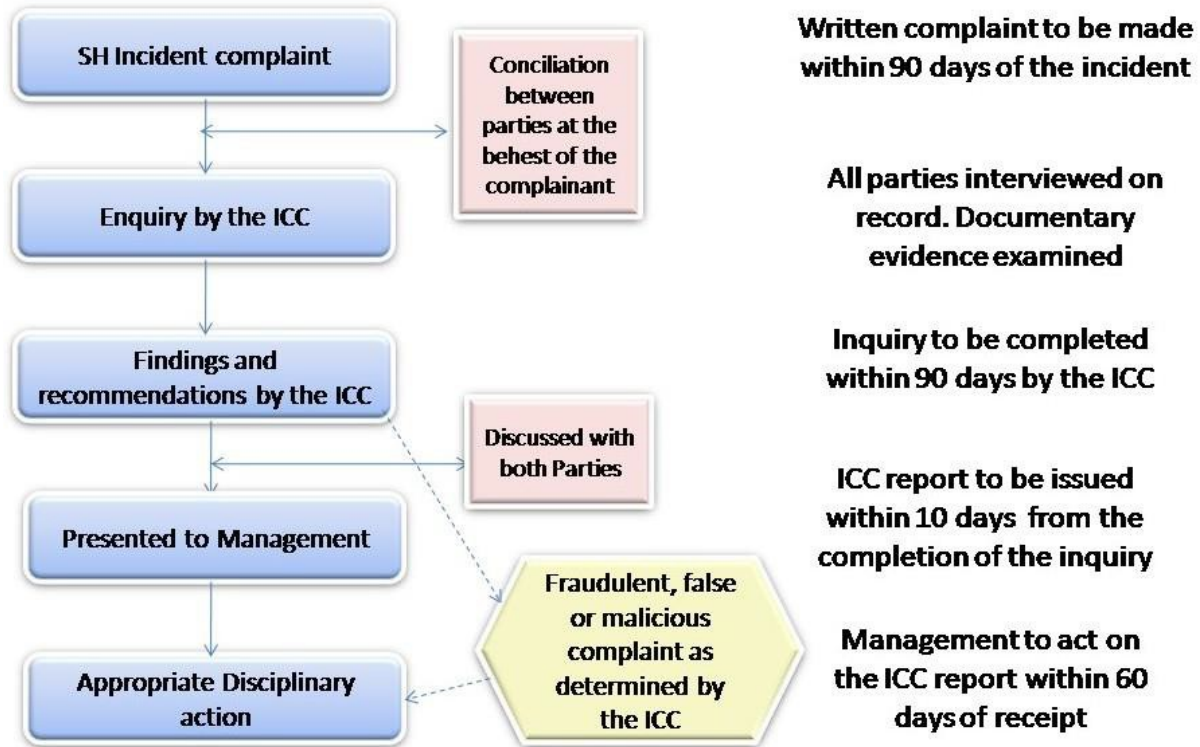 SH Incident complaint
Conciliation
between
parties at the
behest of the
complainant
Written complaint to be made
within 90 days of the incident
Enquiry by the ICC
All parties interviewed on
record. Documentary
evidence examined
Findings and
recommendations by the ICC
Inquiry to be completed
within 90 days by the ICC
Discussed with
both Parties
Presented to Management
ICC report to be issued
within 10 days from the
completion of the inquiry
Fraudulent, false
or malicious
complaint as
determined by
the ICC
Appropriate Disciplinary
action
Management to act on
the ICC report within 60
days of receipt